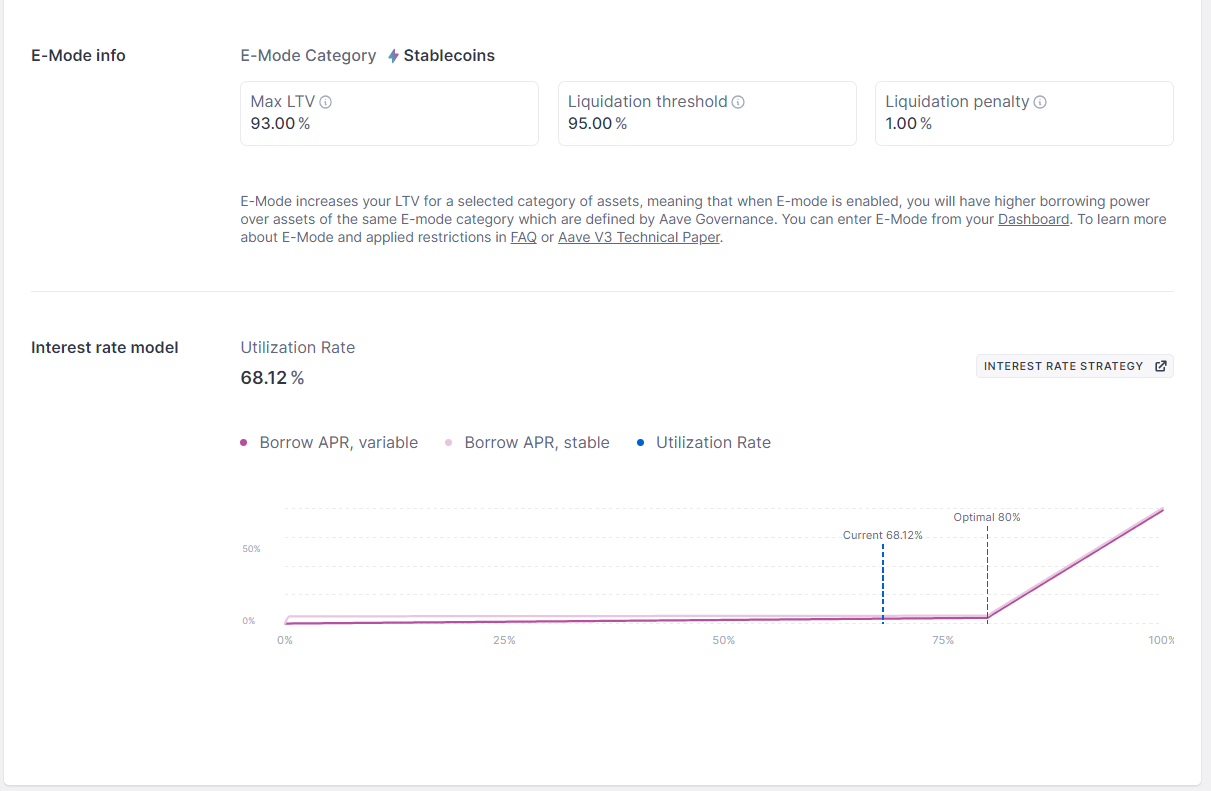 E-Mode info
E-Mode Category Stablecoins
Max LTV
93.00 %
Liquidation threshold
95.00 %
Liquidation penalty
1.00 %
E-Mode increases your LTV for a selected category of assets, meaning that when E-mode is enabled, you will have higher borrowing power
over assets of the same E-mode category which are defined by Aave Governance. You can enter E-Mode from your Dashboard. To learn more
about E-Mode and applied restrictions in FAQ or Aave V3 Technical Paper.
Interest rate model
Utilization Rate
68.12 %
INTEREST RATE STRATEGY
Borrow APR, variable
Borrow APR, stable
Utilization Rate
Optimal 80%
Current 68.12%
50%
0%
0%
25%
50%
75%
100%